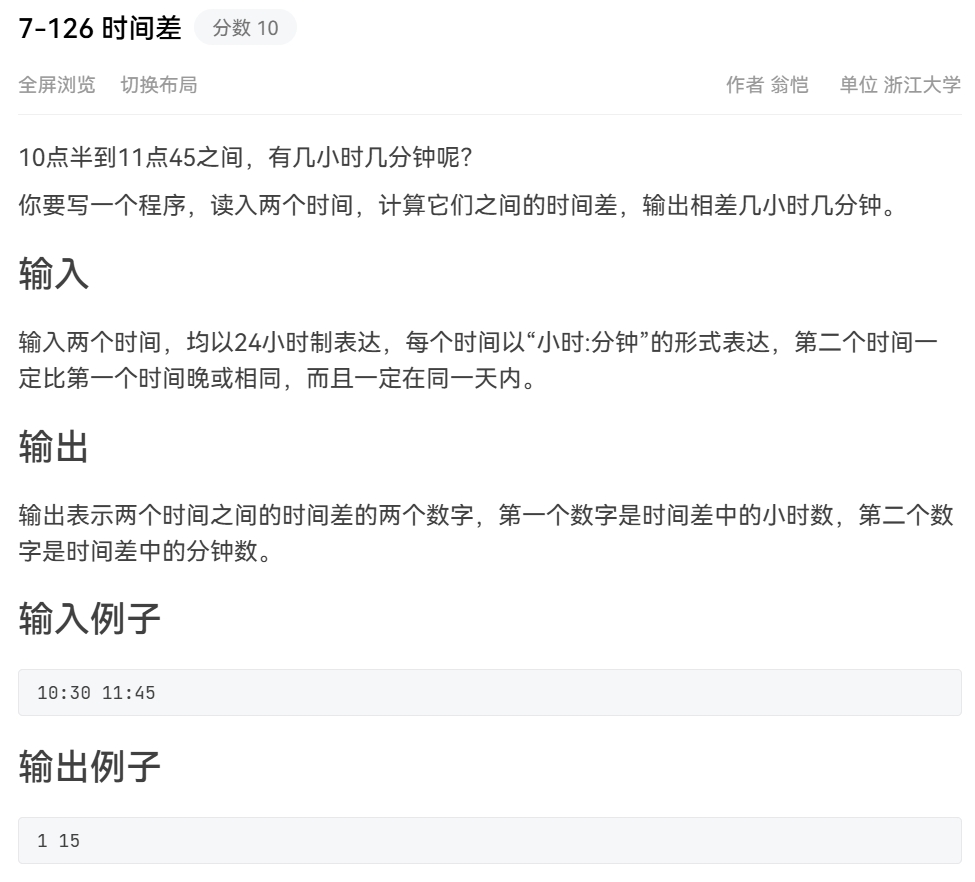 7-126 时间差 分数 10
全屏浏览 切换布局 作者 翁恺 单位 浙江大学
10点半到11点45之间，有几小时几分钟呢？
你要写一个程序，读入两个时间，计算它们之间的时间差，输出相差几小时几分钟。
输入
输入两个时间，均以24小时制表达，每个时间以“小时:分钟”的形式表达，第二个时间一
定比第一个时间晚或相同，而且一定在同一天内。
输出
输出表示两个时间之间的时间差的两个数字，第一个数字是时间差中的小时数，第二个数
字是时间差中的分钟数。
输入例子
10:30 11:45
输出例子
1 15